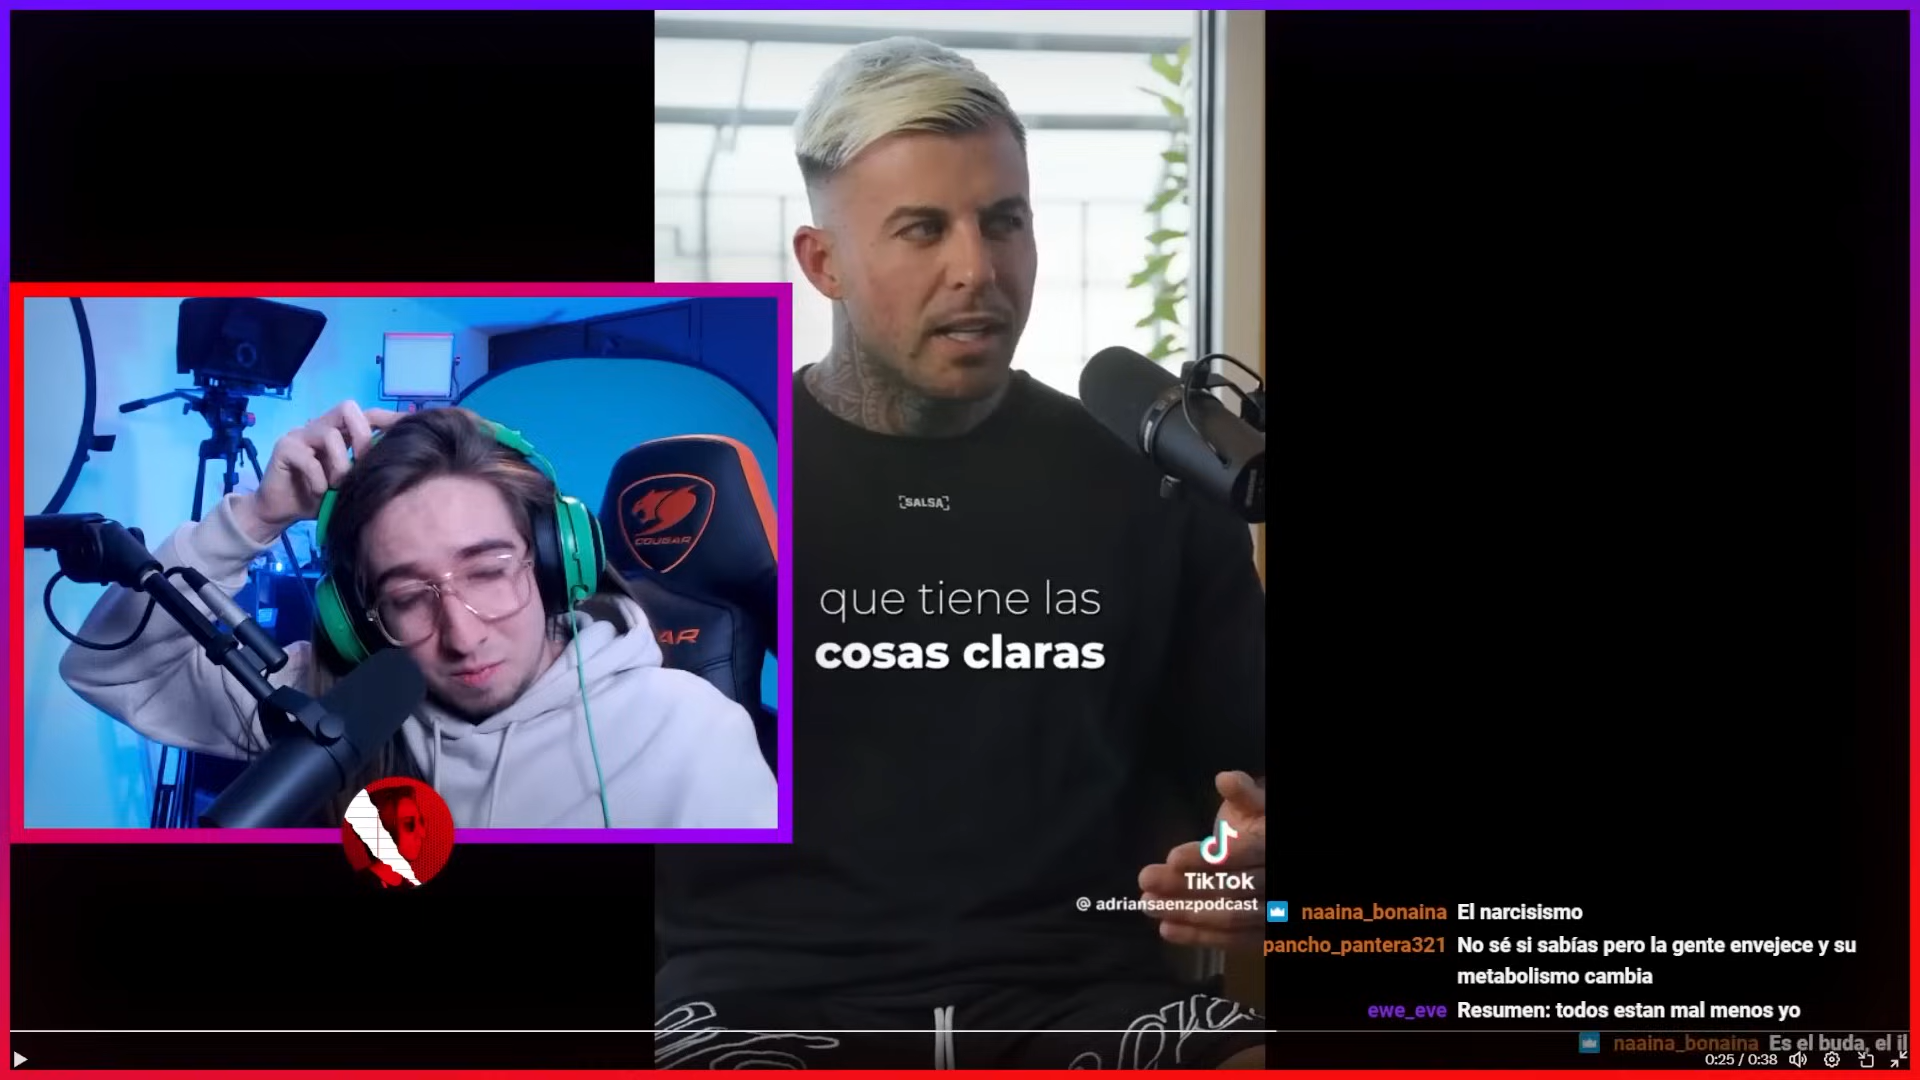 COUGAR
AR
[SALSA]
que tiene las
cosas claras
TikTok
@ adriansaenzpodcast
naaina_bonaina El narcisismo
pancho_pantera321 No sé si sabías pero la gente envejece y su
metabolismo cambia
ewe_eve Resumen: todos estan mal menos yo
naaina_bonaina Es el buda, el il
0:25 / 0:38